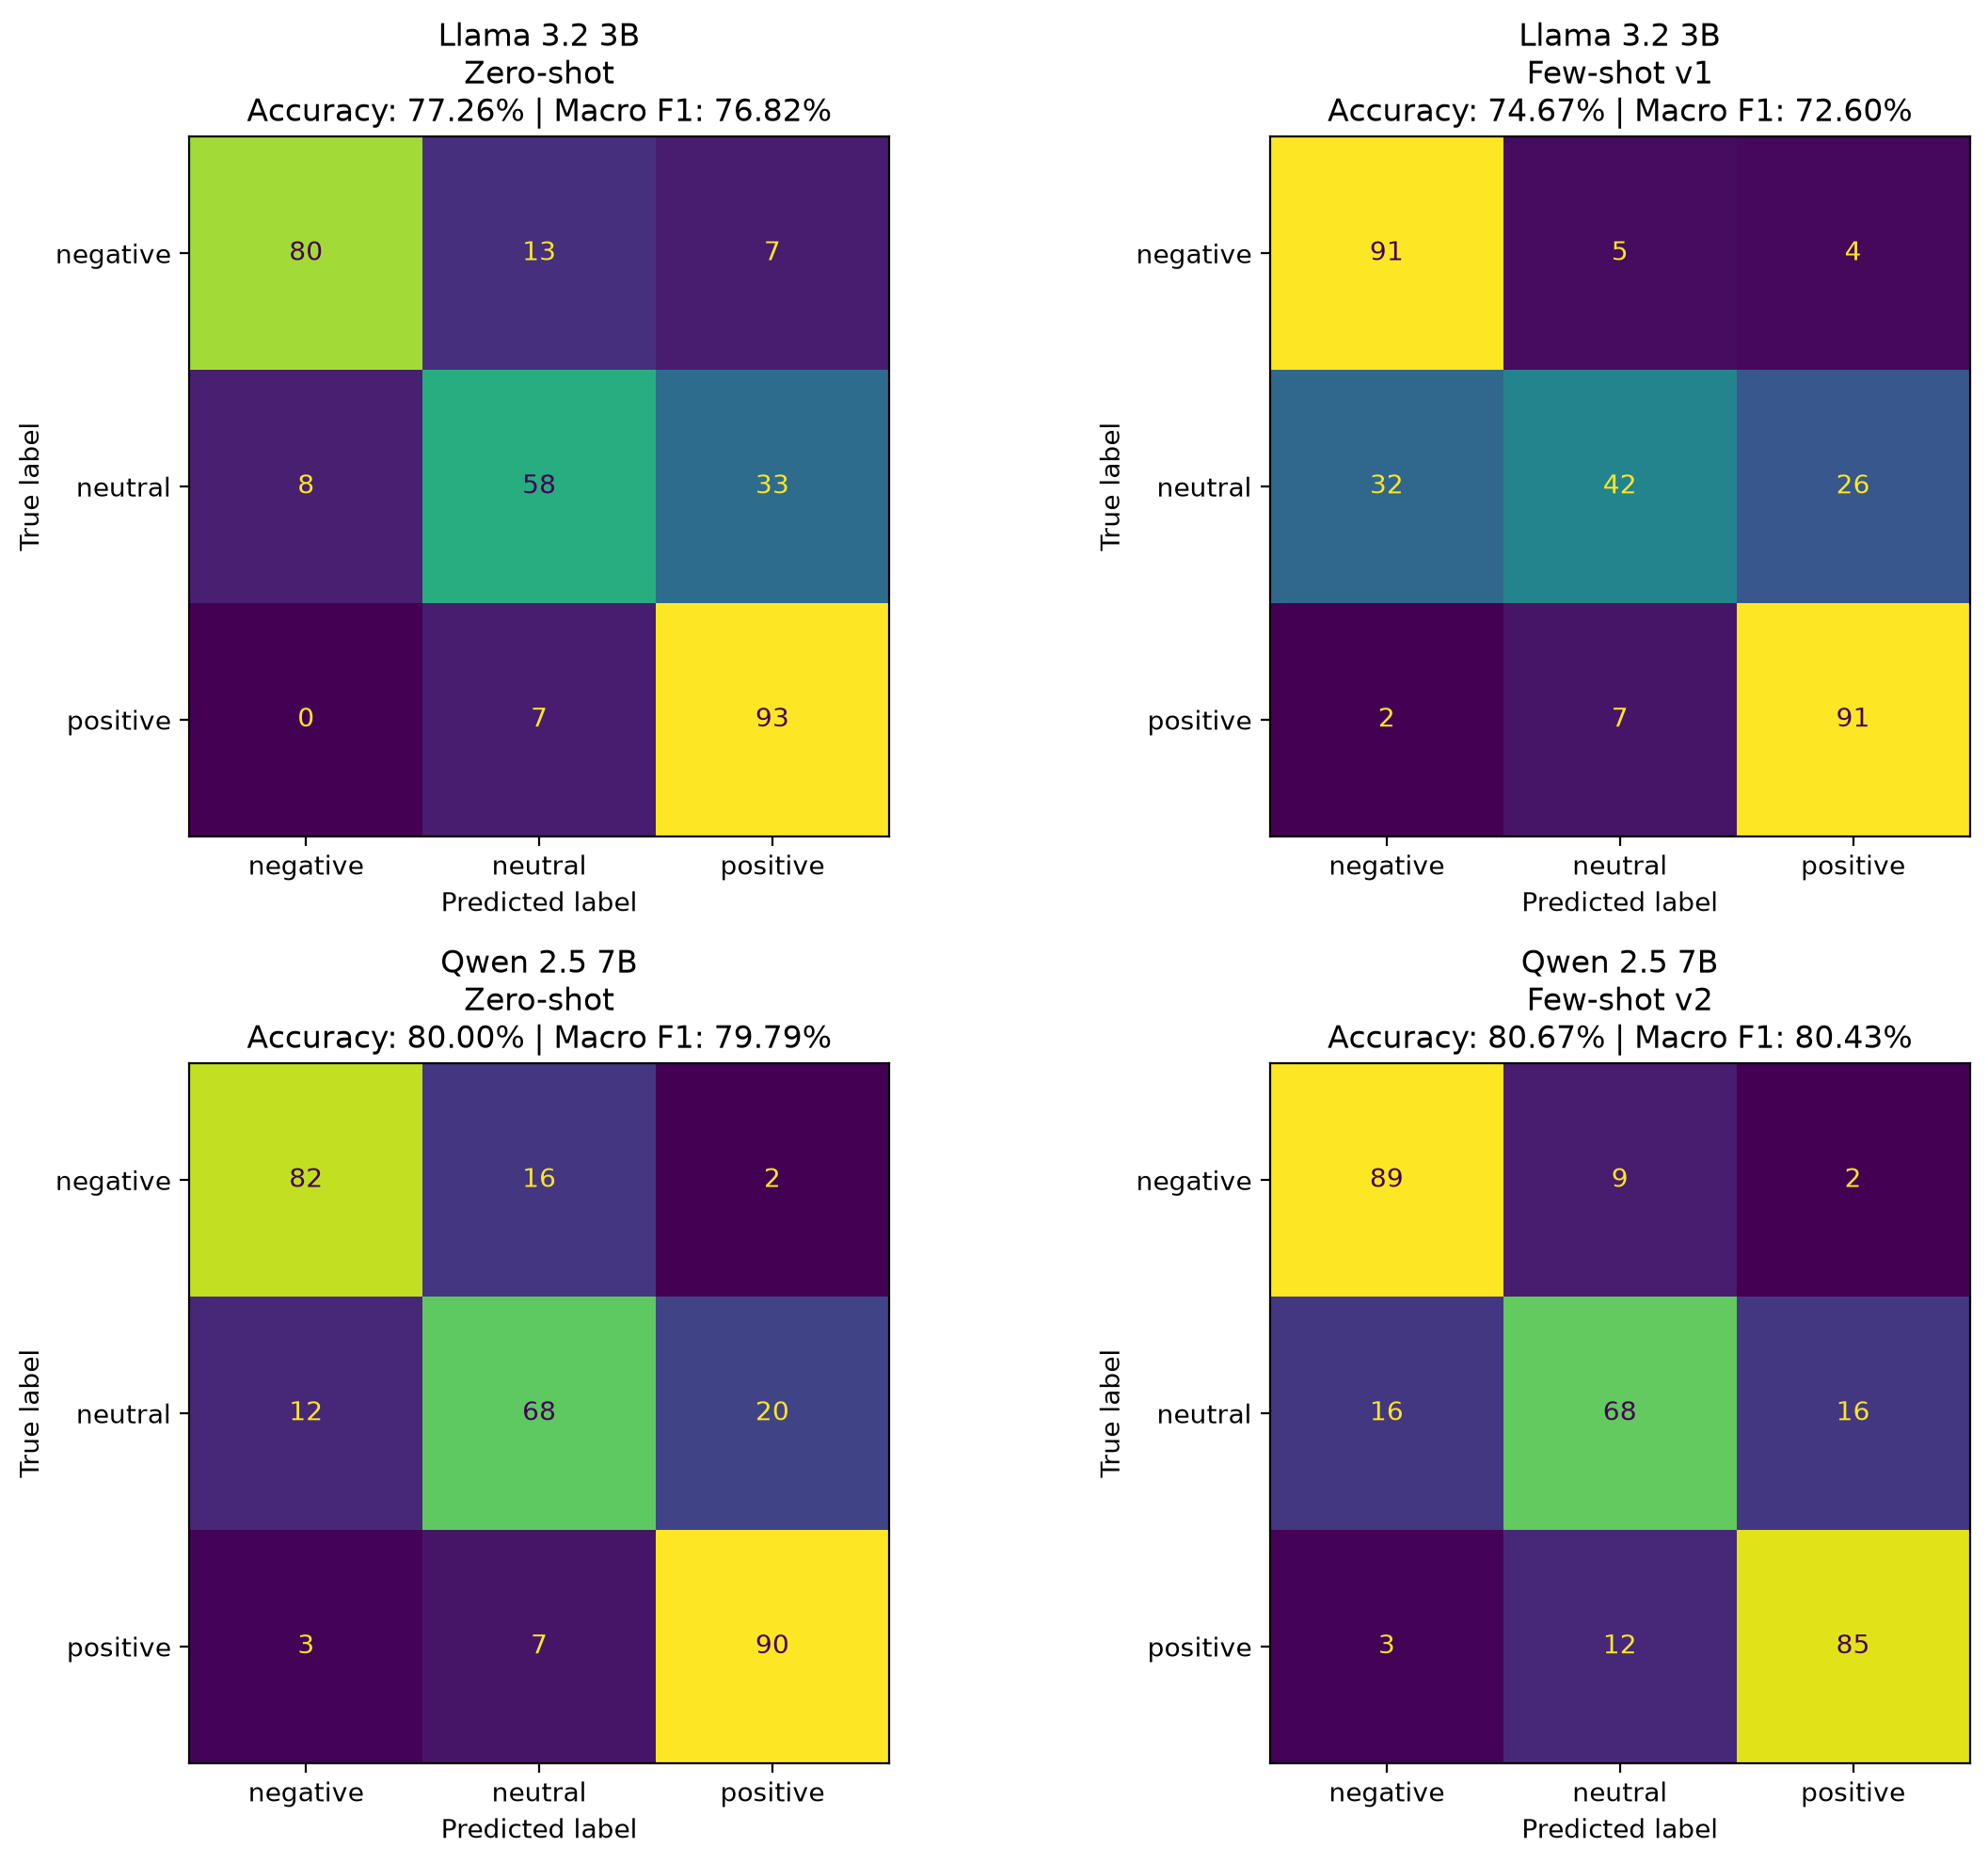 Llama 3.2 3B
Zero-shot
Accuracy: 77.26% | Macro F1: 76.82%
True label
negative 80 13 7
neutral 8 58 33
positive 0 7 93
negative neutral positive
Predicted label
Llama 3.2 3B
Few-shot v1
Accuracy: 74.67% | Macro F1: 72.60%
True label
negative 91 5 4
neutral 32 42 26
positive 2 7 91
negative neutral positive
Predicted label
Qwen 2.5 7B
Zero-shot
Accuracy: 80.00% | Macro F1: 79.79%
True label
negative 82 16 2
neutral 12 68 20
positive 3 7 90
negative neutral positive
Predicted label
Qwen 2.5 7B
Few-shot v2
Accuracy: 80.67% | Macro F1: 80.43%
True label
negative 89 9 2
neutral 16 68 16
positive 3 12 85
negative neutral positive
Predicted label